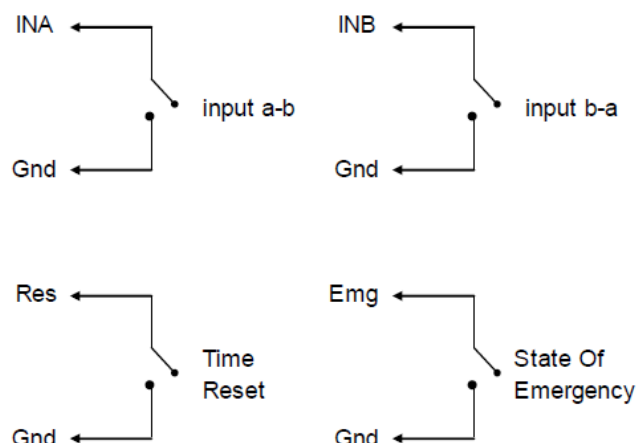 INA
input a-b
Gnd
INB
input b-a
Gnd
Res
Time
Reset
Gnd
Emg
State Of
Emergency
Gnd